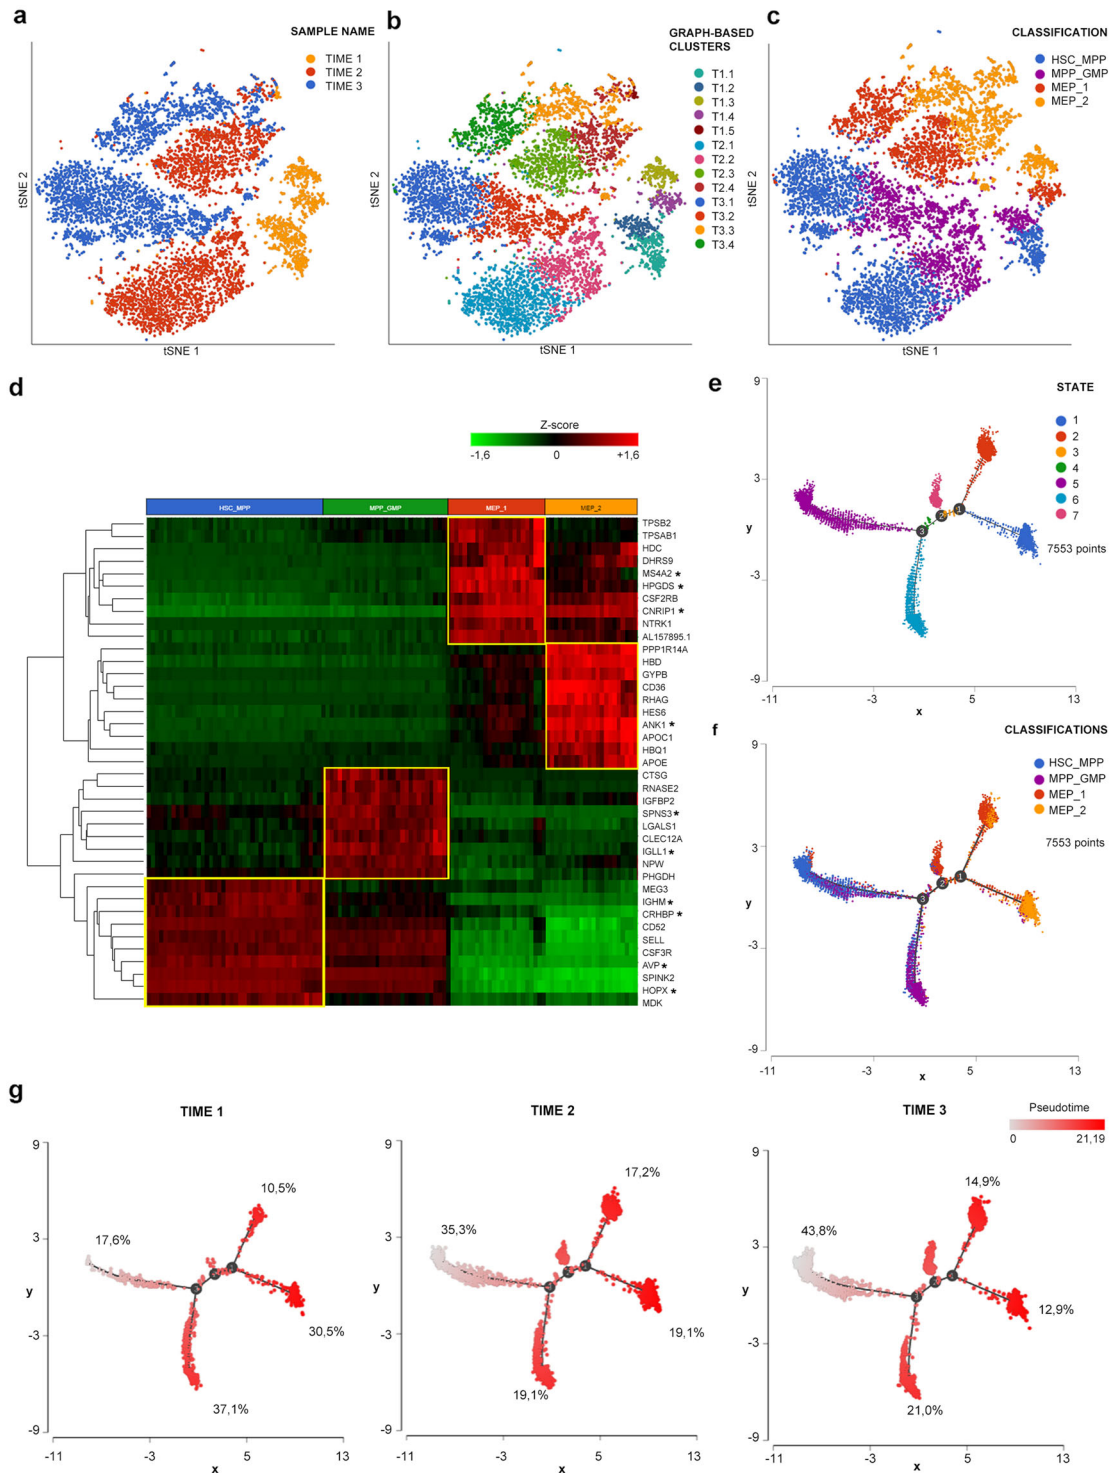 a
SAMPLE NAME
TIME 1
TIME 2
TIME 3
tSNE 2
tSNE 1
b
GRAPH-BASED
CLUSTERS
T1.1
T1.2
T1.3
T1.4
T1.5
T2.1
T2.2
T2.3
T2.4
T3.1
T3.2
T3.3
T3.4
tSNE 2
tSNE 1
c
CLASSIFICATION
HSC_MPP
MPP_GMP
MEP_1
MEP_2
tSNE 2
tSNE 1
d
Z-score
-1,6 0 +1,6
HSC_MPP MPP_GMP MEP_1 MEP_2
TPSB2
TPSAB1
HDC
DHRS9
MS4A2 *
HPGDS *
CSF2RB
CNRIP1 *
NTRK1
AL157895.1
PPP1R14A
HBD
GYPB
CD36
RHAG
HES6
ANK1 *
APOC1
HBQ1
APOE
CTSG
RNASE2
IGFBP2
SPNS3 *
LGALS1
CLEC12A
IGLL1 *
NPW
PHGDH
MEG3
IGHM *
CRHBP *
CD52
SELL
CSF3R
AVP *
SPINK2
HOPX *
MDK
e
STATE
1
2
3
4
5
6
7
7553 points
9
3
y
-3
-9
-11 -3 5 13
x
3 2 1
f
CLASSIFICATIONS
HSC_MPP
MPP_GMP
MEP_1
MEP_2
7553 points
9
3
y
-3
-9
-11 -3 5 13
x
3 2 1
g
TIME 1
9
3
y
-3
-9
-11 -3 5 13
x
17,6%
10,5%
30,5%
37,1%
TIME 2
9
3
y
-3
-9
-11 -3 5 13
x
35,3%
17,2%
19,1%
19,1%
TIME 3
Pseudotime
0 21,19
9
3
y
-3
-9
-11 -3 5 13
x
43,8%
14,9%
12,9%
21,0%